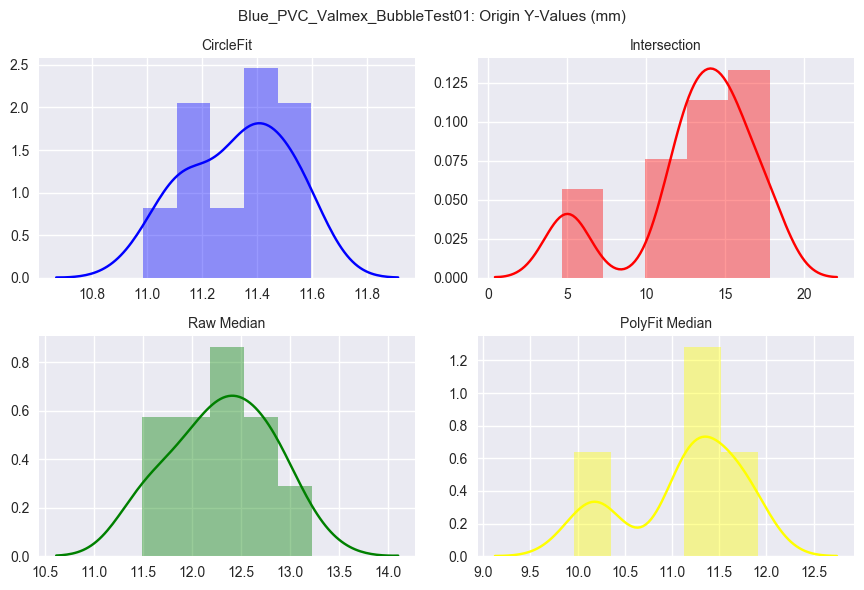 Blue_PVC_Valmex_BubbleTest01: Origin Y-Values (mm)
CircleFit
2.5
2.0
1.5
1.0
0.5
0.0
10.8 11.0 11.2 11.4 11.6 11.8
Intersection
0.125
0.100
0.075
0.050
0.025
0.000
0 5 10 15 20
Raw Median
0.8
0.6
0.4
0.2
0.0
10.5 11.0 11.5 12.0 12.5 13.0 13.5 14.0
PolyFit Median
1.2
1.0
0.8
0.6
0.4
0.2
0.0
9.0 9.5 10.0 10.5 11.0 11.5 12.0 12.5